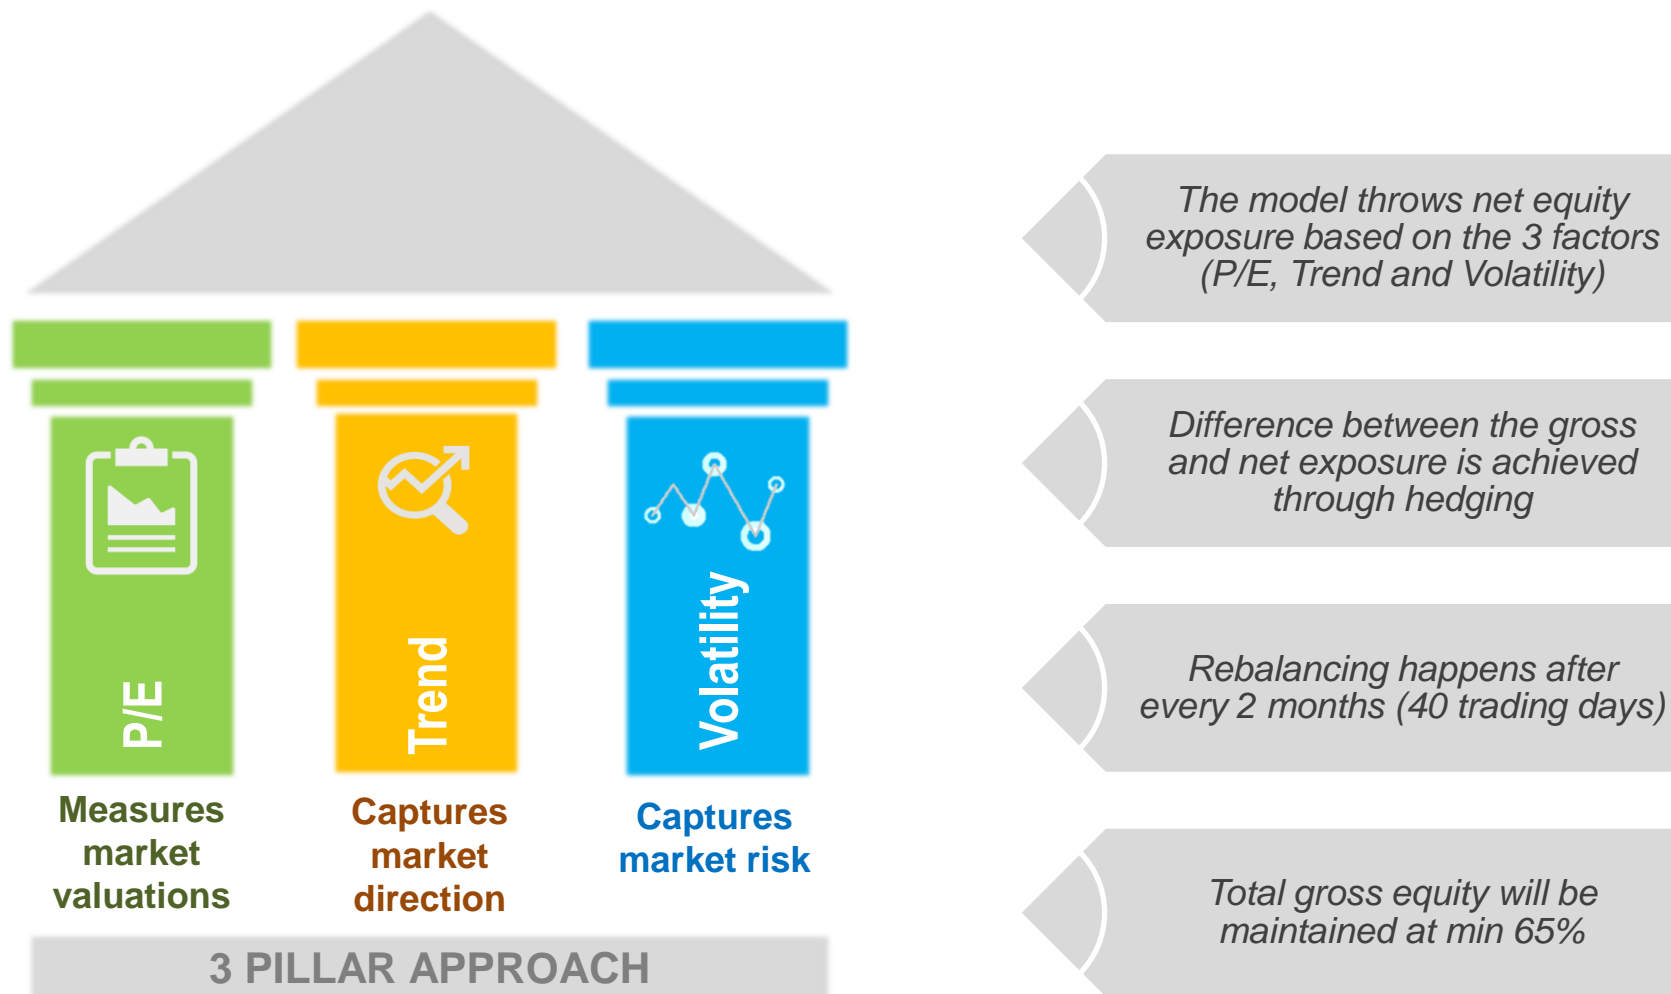 P/E
Trend
Volatility
Measures
market
valuations
Captures
market
direction
Captures
market risk
3 PILLAR APPROACH
The model throws net equity
exposure based on the 3 factors
(P/E, Trend and Volatility)
Difference between the gross
and net exposure is achieved
through hedging
Rebalancing happens after
every 2 months (40 trading days)
Total gross equity will be
maintained at min 65%